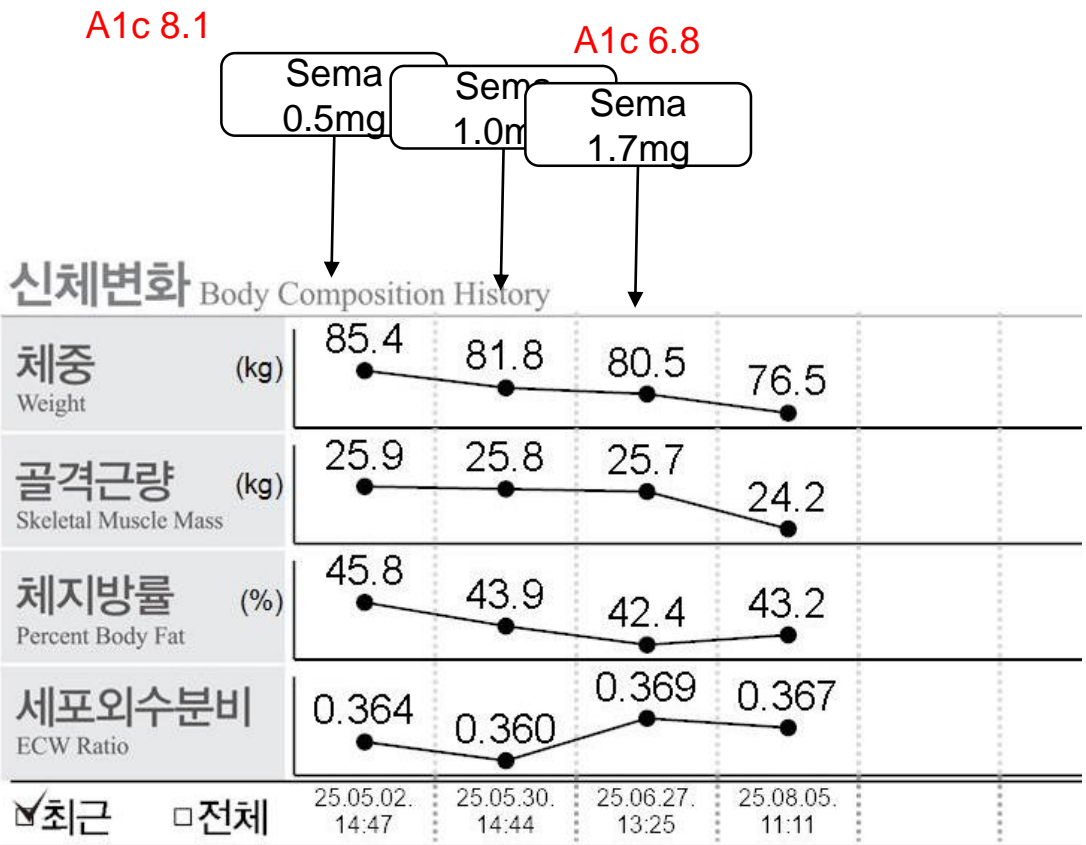 A1c 8.1
A1c 6.8
Sema
0.5mg
Sem
1.0m
Sema
1.7mg
신체변화 Body Composition History
체중 (kg)
Weight
85.4 81.8 80.5 76.5
골격근량 (kg)
Skeletal Muscle Mass
25.9 25.8 25.7 24.2
체지방률 (%)
Percent Body Fat
45.8 43.9 42.4 43.2
세포외수분비
ECW Ratio
0.364 0.360 0.369 0.367
최근 전체
25.05.02. 25.05.30. 25.06.27. 25.08.05.
14:47 14:44 13:25 11:11